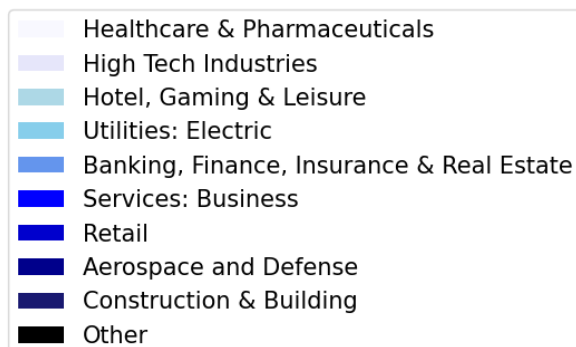 Healthcare & Pharmaceuticals
High Tech Industries
Hotel, Gaming & Leisure
Utilities: Electric
Banking, Finance, Insurance & Real Estate
Services: Business
Retail
Aerospace and Defense
Construction & Building
Other